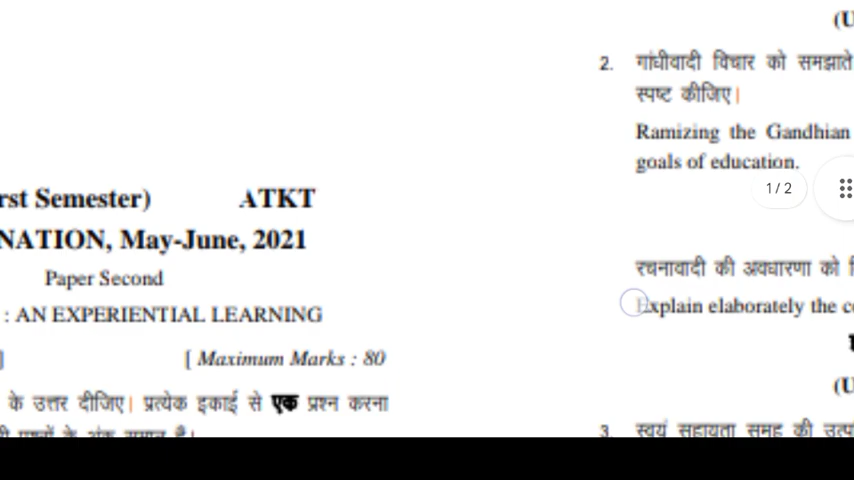 rst Semester) ATKT
NATION, May-June, 2021
Paper Second
: AN EXPERIENTIAL LEARNING
] [ Maximum Marks : 80
के उत्तर दीजिए। प्रत्येक इकाई से एक प्रश्न करना
प्रश्नों के अंक समान हैं।
(U
2. गांधीवादी विचार को समझाते
स्पष्ट कीजिए।
Ramizing the Gandhian
goals of education.
1/2
रचनावादी की अवधारणा को
Explain elaborately the c
(U
3. स्वयं सहायता समूह की